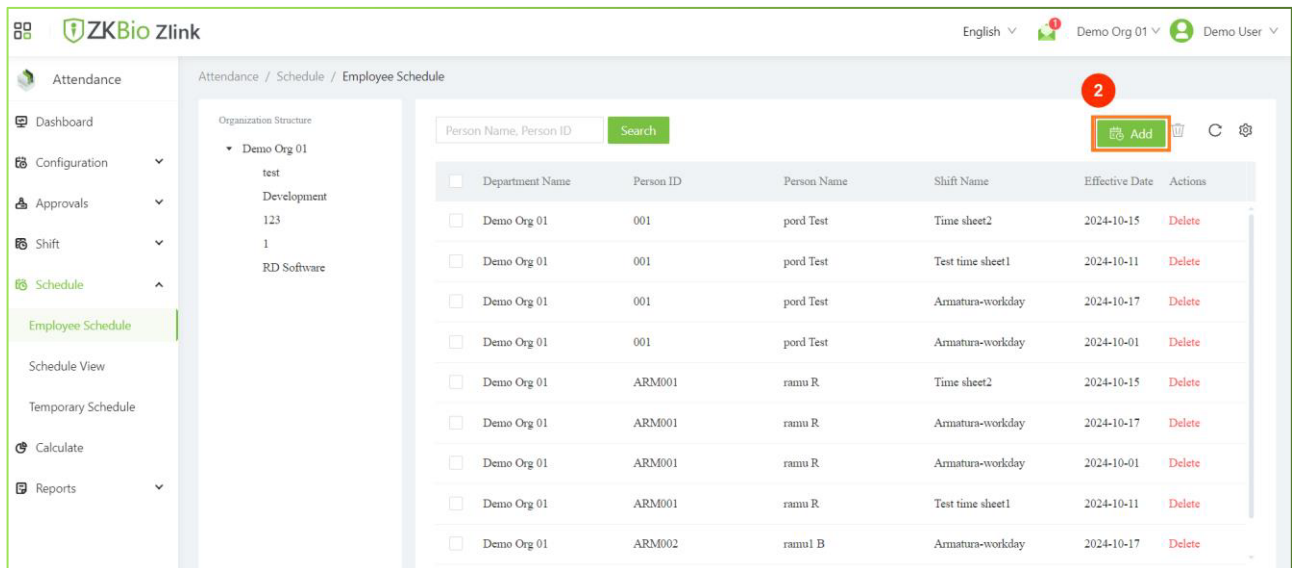 ZKBio Zlink
English
1
Demo Org 01
Demo User
Attendance
Attendance / Schedule / Employee Schedule
2
Dashboard
Configuration
Approvals
Shift
Schedule
Employee Schedule
Schedule View
Temporary Schedule
Calculate
Reports
Organization Structure
Demo Org 01
test
Development
123
1
RD Software
Person Name, Person ID
Search
Add
Department Name Person ID Person Name Shift Name Effective Date Actions
Demo Org 01 001 pord Test Time sheet2 2024-10-15 Delete
Demo Org 01 001 pord Test Test time sheet1 2024-10-11 Delete
Demo Org 01 001 pord Test Armatura-workday 2024-10-17 Delete
Demo Org 01 001 pord Test Armatura-workday 2024-10-01 Delete
Demo Org 01 ARM001 ramu R Time sheet2 2024-10-15 Delete
Demo Org 01 ARM001 ramu R Armatura-workday 2024-10-17 Delete
Demo Org 01 ARM001 ramu R Armatura-workday 2024-10-01 Delete
Demo Org 01 ARM001 ramu R Test time sheet1 2024-10-11 Delete
Demo Org 01 ARM002 ramu1 B Armatura-workday 2024-10-17 Delete